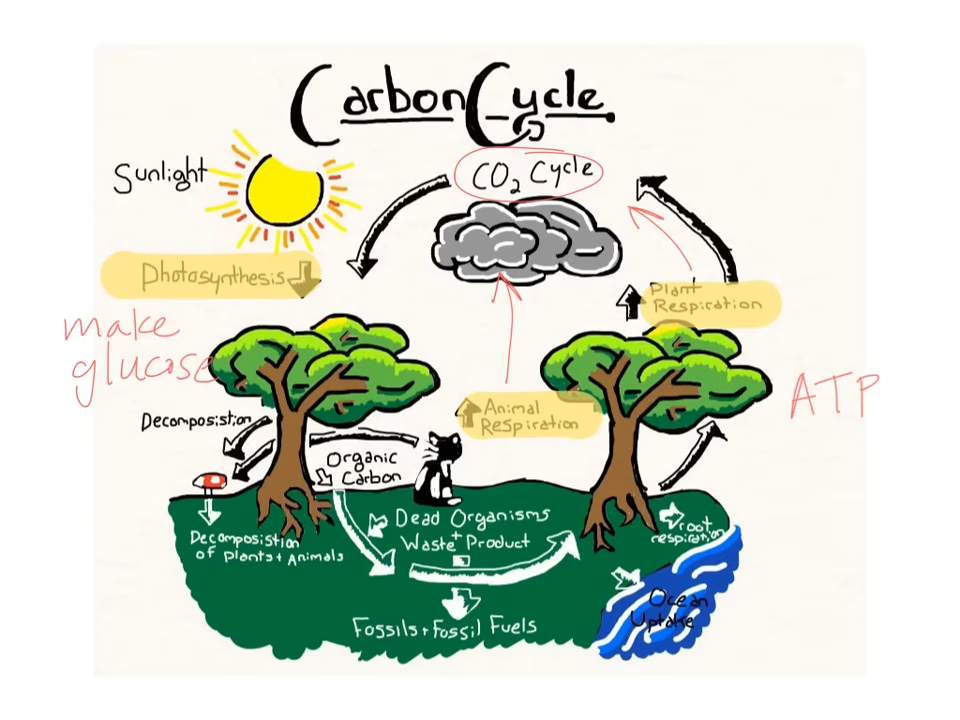 Carbon Cycle
Sunlight
CO₂ Cycle
Photosynthesis
Plant
Respiration
make
glucose
ATP
Animal
Respiration
Decomposistion
Organic
Carbon
Dead Organisms
+
Waste Product
root
respiration
Decomposistion
of Plants + Animals
Ocean
Uptake
Fossils + Fossil Fuels